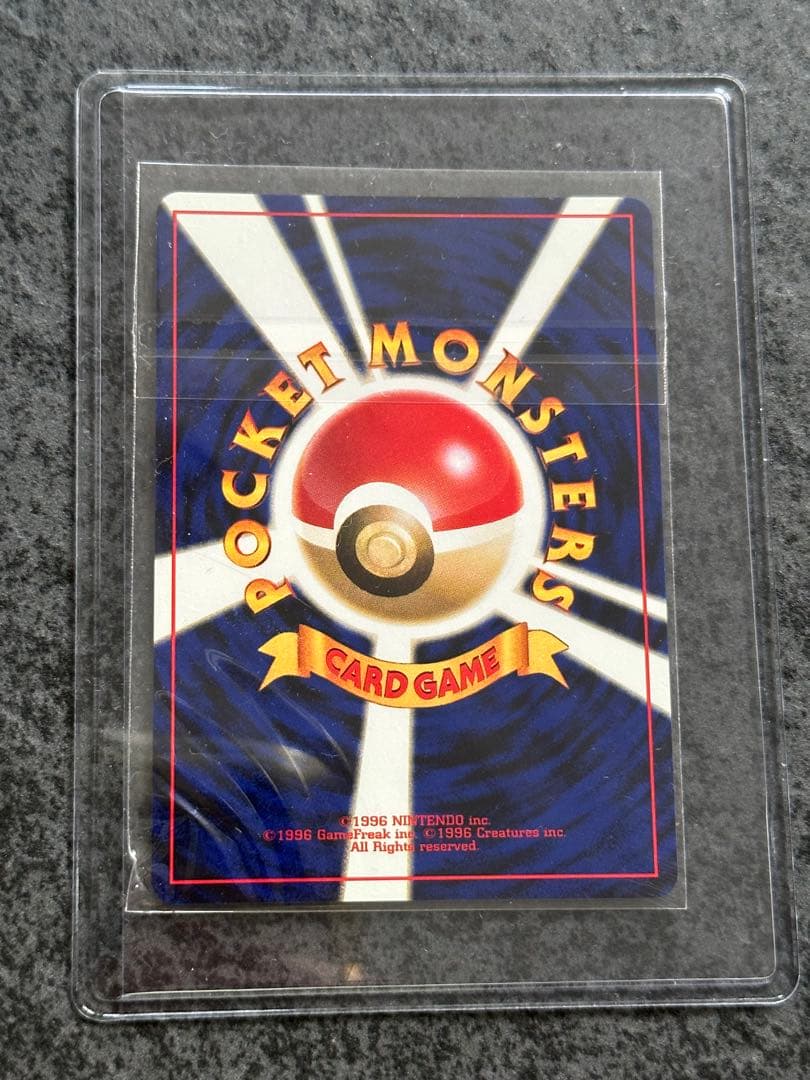 POCKET MONSTERS
CARD GAME
©1996 NINTENDO inc.
©1996 GameFreak inc. ©1996 Creatures inc.
All Rights reserved.